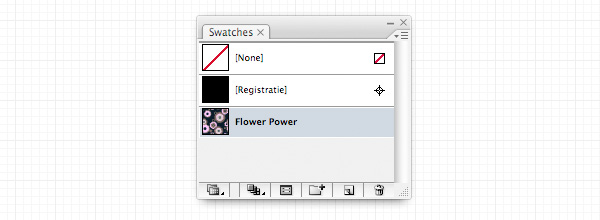 Swatches
[None]
[Registratie]
Flower Power